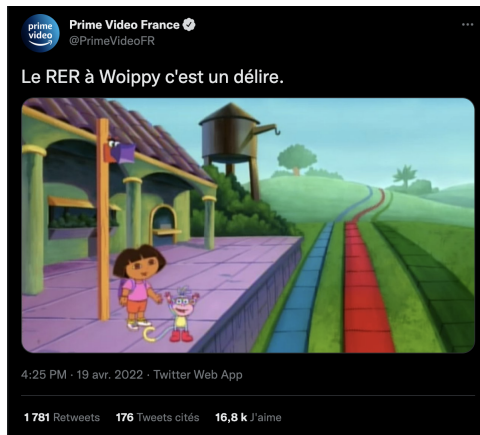 prime
video
Prime Video France
@PrimeVideoFR
Le RER à Woippy c'est un délire.
4:25 PM · 19 avr. 2022 · Twitter Web App
1 781 Retweets 176 Tweets cités 16,8 k J'aime